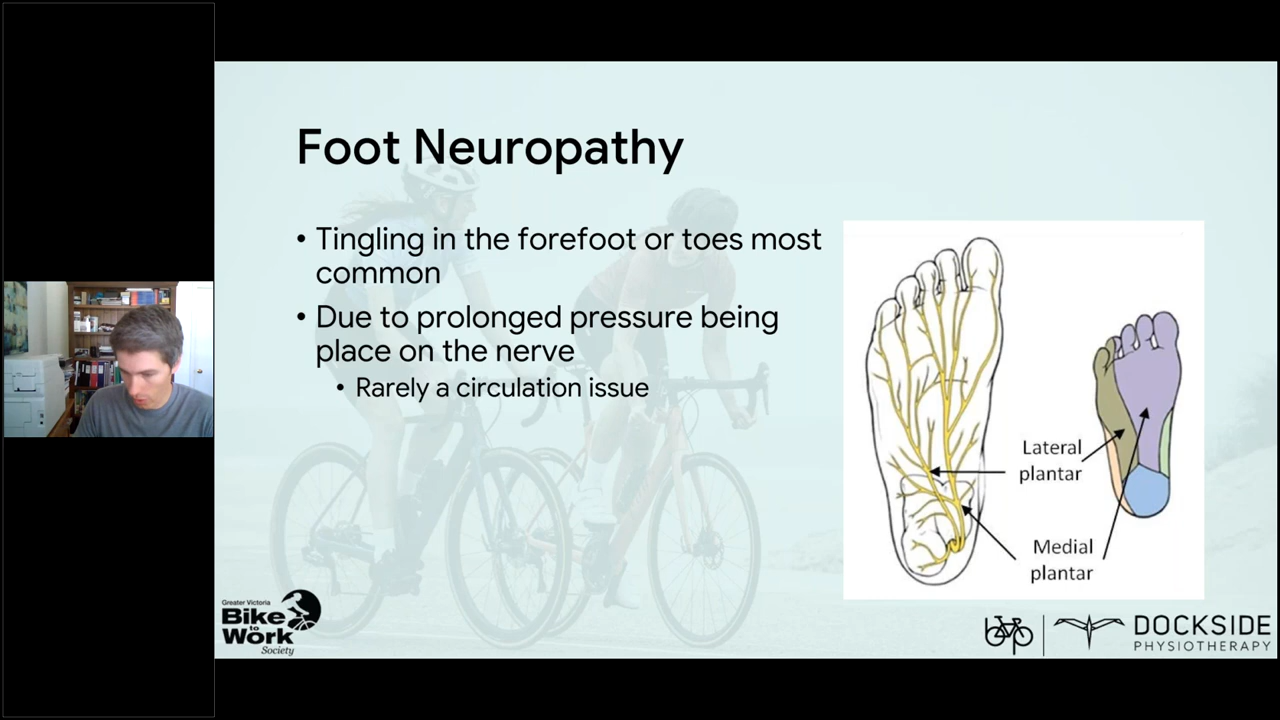 Foot Neuropathy
• Tingling in the forefoot or toes most
common
• Due to prolonged pressure being
place on the nerve
• Rarely a circulation issue
Lateral
plantar
Medial
plantar
Greater Victoria
Bike
to
Work
Society
DOCKSIDE
PHYSIOTHERAPY